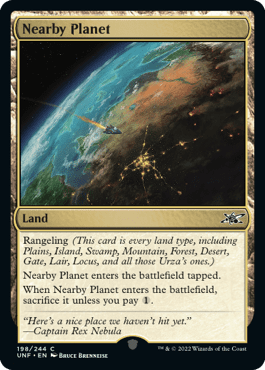 Nearby Planet
Land
Rangeling (This card is every land type, including
Plains, Island, Swamp, Mountain, Forest, Desert,
Gate, Lair, Locus, and all those Urza's ones.)
Nearby Planet enters the battlefield tapped.
When Nearby Planet enters the battlefield,
sacrifice it unless you pay 1.
"Here's a nice place we haven't hit yet."
—Captain Rex Nebula
198/244 C
UNF • EN Bruce Brenneise
™ & © 2022 Wizards of the Coast